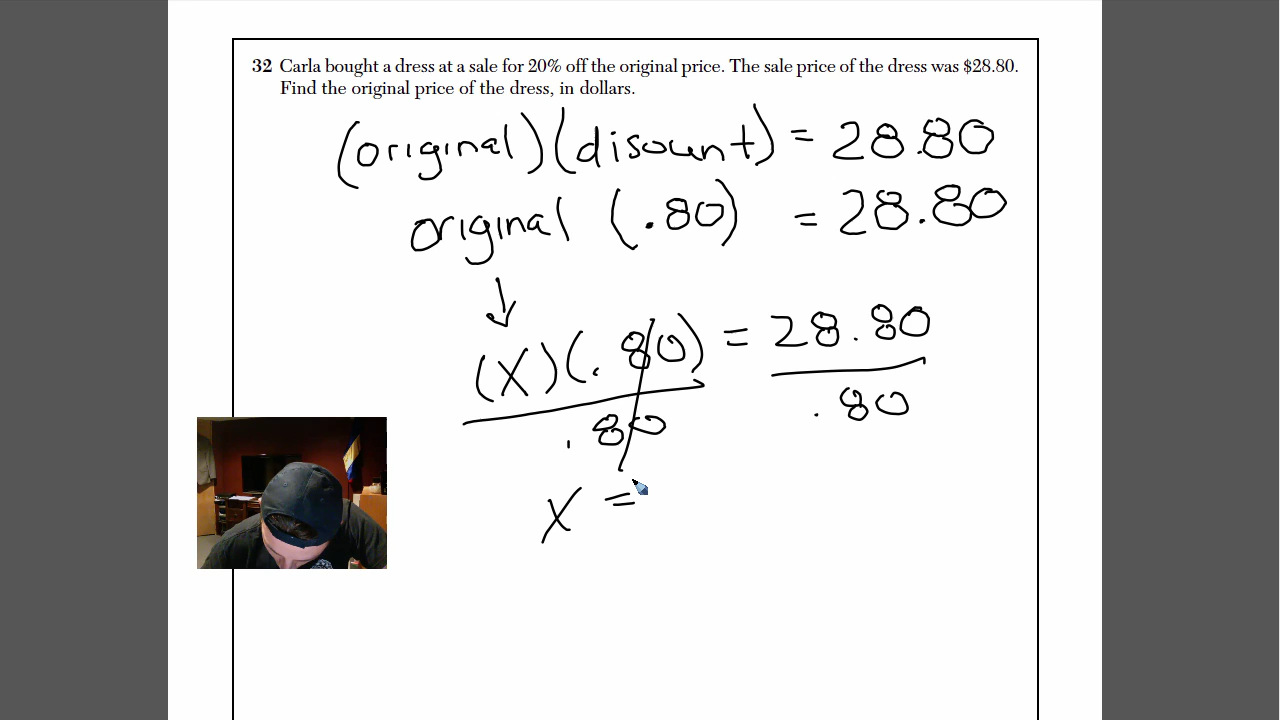 32 Carla bought a dress at a sale for 20% off the original price. The sale price of the dress was $28.80.
Find the original price of the dress, in dollars.
(original)(disount) = 28.80
original (.80) = 28.80
↓
(X)(.80) = 28.80
.80 .80
X =